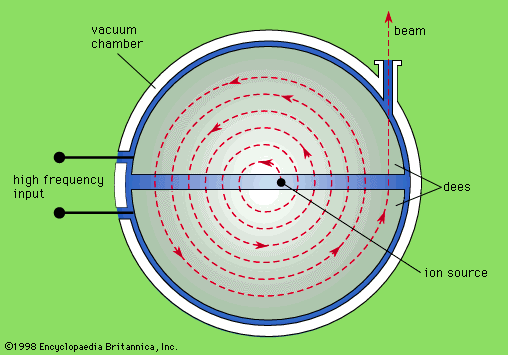 vacuum
chamber
beam
high frequency
input
dees
ion source
©1998 Encyclopaedia Britannica, Inc.